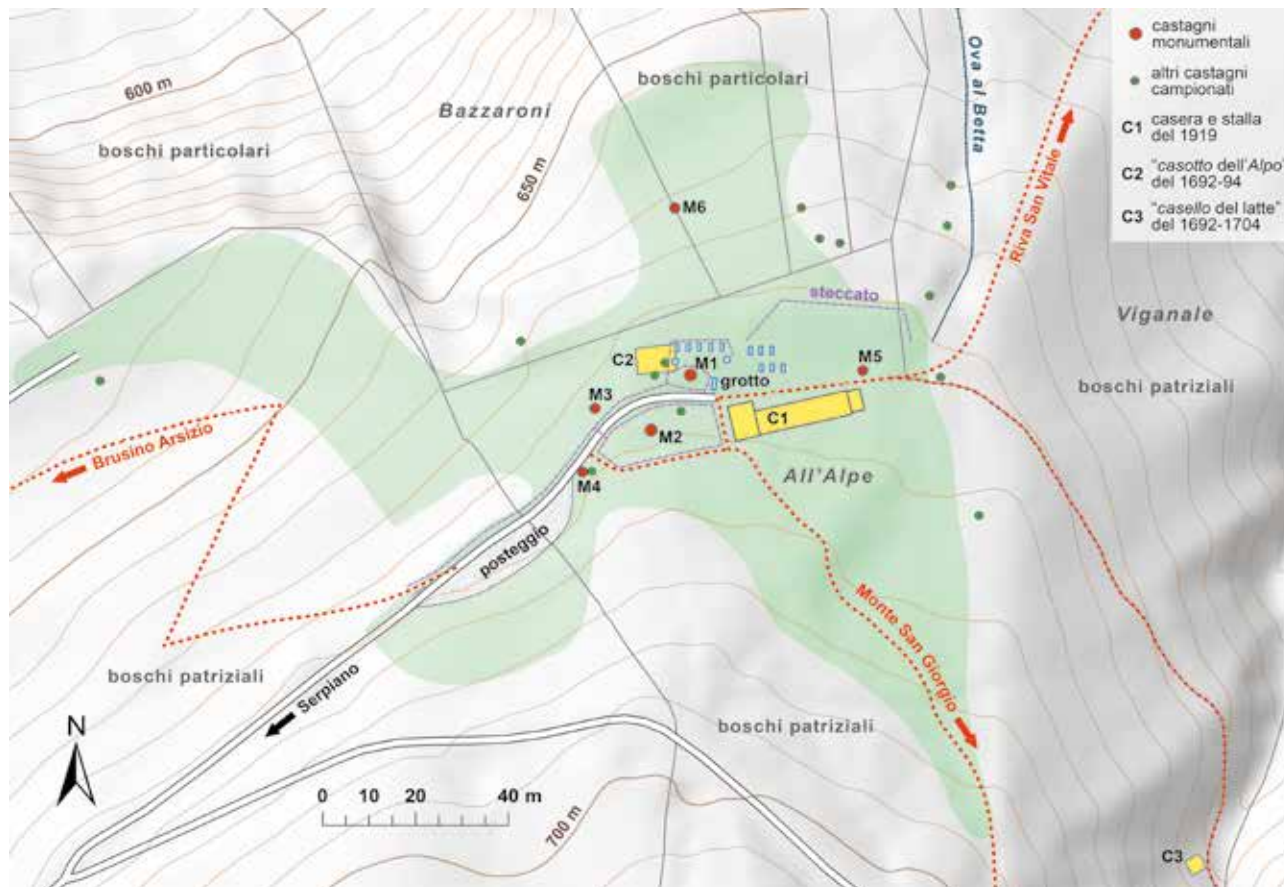 castagni
monumentali
altri castagni
campionati
C1 casera e stalla
del 1919
C2 "casotto dell'Alpo"
del 1692-94
C3 "casello del latte"
del 1692-1704
600 m
boschi particolari
Bazzaroni
650 m
boschi particolari
Ova al Betta
Riva San Vitale
M6
steccato
Viganale
boschi patriziali
C2
M1
grotto
M5
M3
M2
C1
M4
All'Alpe
Brusino Arsizio
posteggio
Monte San Giorgio
boschi patriziali
Serpiano
boschi patriziali
N
0 10 20 40 m
700 m
C3